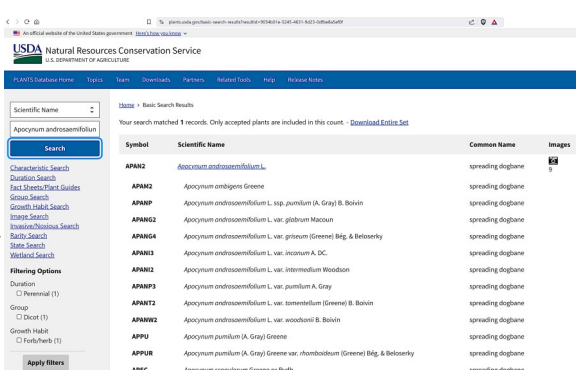 plants.usda.gov/basic-search-results?resultId=
An official website of the United States government Here's how you know
USDA Natural Resources Conservation Service
U.S. DEPARTMENT OF AGRICULTURE
PLANTS Database Home Topics Team Downloads Partners Related Tools Help Release Notes
Scientific Name
Apocynum androsaemifoliun
Search
Characteristic Search
Duration Search
Fact Sheets/Plant Guides
Group Search
Growth Habit Search
Image Search
Invasive/Noxious Search
Rarity Search
State Search
Wetland Search
Filtering Options
Duration
Perennial (1)
Group
Dicot (1)
Growth Habit
Forb/herb (1)
Apply filters
Home > Basic Search Results
Your search matched 1 records. Only accepted plants are included in this count. - Download Entire Set
Symbol Scientific Name Common Name Images
APAN2 Apocynum androsaemifolium L. spreading dogbane 9
APAM2 Apocynum ambigens Greene spreading dogbane
APANP Apocynum androsaemifolium L. ssp. pumilum (A. Gray) B. Boivin spreading dogbane
APANG2 Apocynum androsaemifolium L. var. glabrum Macoun spreading dogbane
APANG4 Apocynum androsaemifolium L. var. griseum (Greene) Bég. & Beloserky spreading dogbane
APANI3 Apocynum androsaemifolium L. var. incanum A. DC. spreading dogbane
APANI2 Apocynum androsaemifolium L. var. intermedium Woodson spreading dogbane
APANP3 Apocynum androsaemifolium L. var. pumilum A. Gray spreading dogbane
APANT2 Apocynum androsaemifolium L. var. tomentellum (Greene) B. Boivin spreading dogbane
APANW2 Apocynum androsaemifolium L. var. woodsonii B. Boivin spreading dogbane
APPU Apocynum pumilum (A. Gray) Greene spreading dogbane
APPUR Apocynum pumilum (A. Gray) Greene var. rhomboideum (Greene) Bég. & Beloserky spreading dogbane